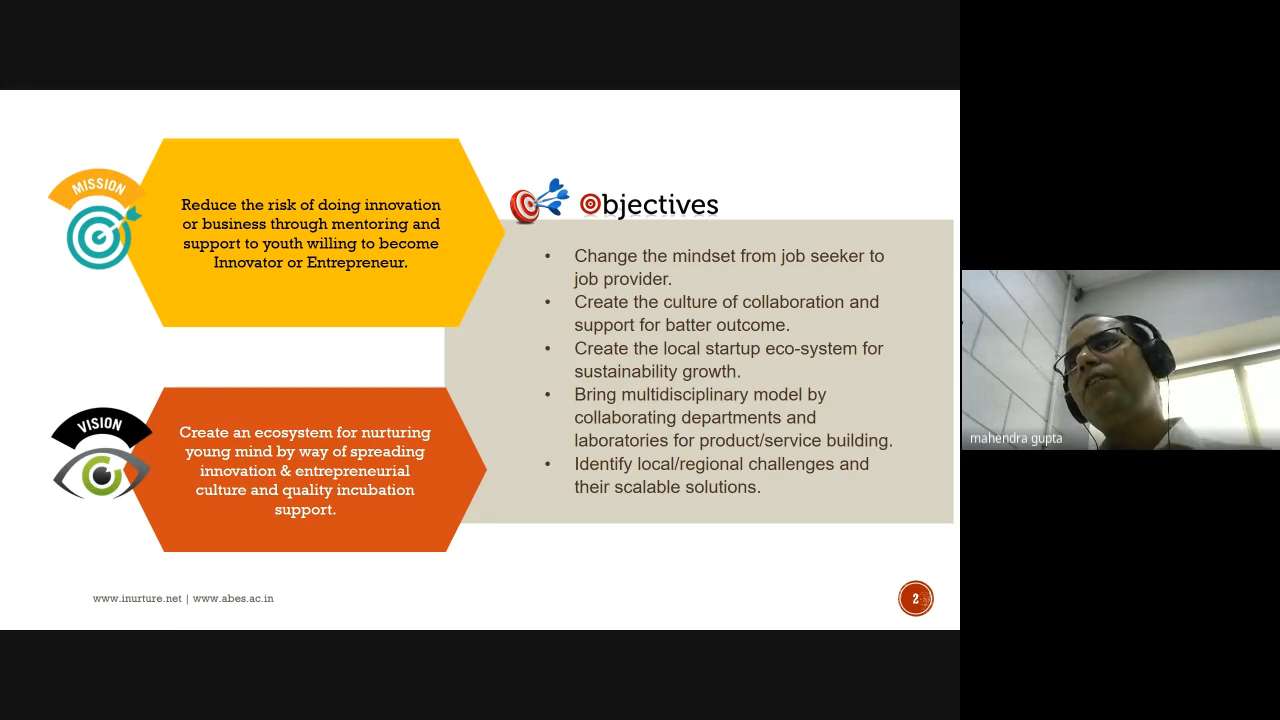 MISSION
Reduce the risk of doing innovation
or business through mentoring and
support to youth willing to become
Innovator or Entrepreneur.
VISION
Create an ecosystem for nurturing
young mind by way of spreading
innovation & entrepreneurial
culture and quality incubation
support.
Objectives
• Change the mindset from job seeker to
job provider.
• Create the culture of collaboration and
support for batter outcome.
• Create the local startup eco-system for
sustainability growth.
• Bring multidisciplinary model by
collaborating departments and
laboratories for product/service building.
• Identify local/regional challenges and
their scalable solutions.
www.inurture.net | www.abes.ac.in
2
mahendra gupta